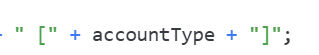 + " [" + accountType + "]";